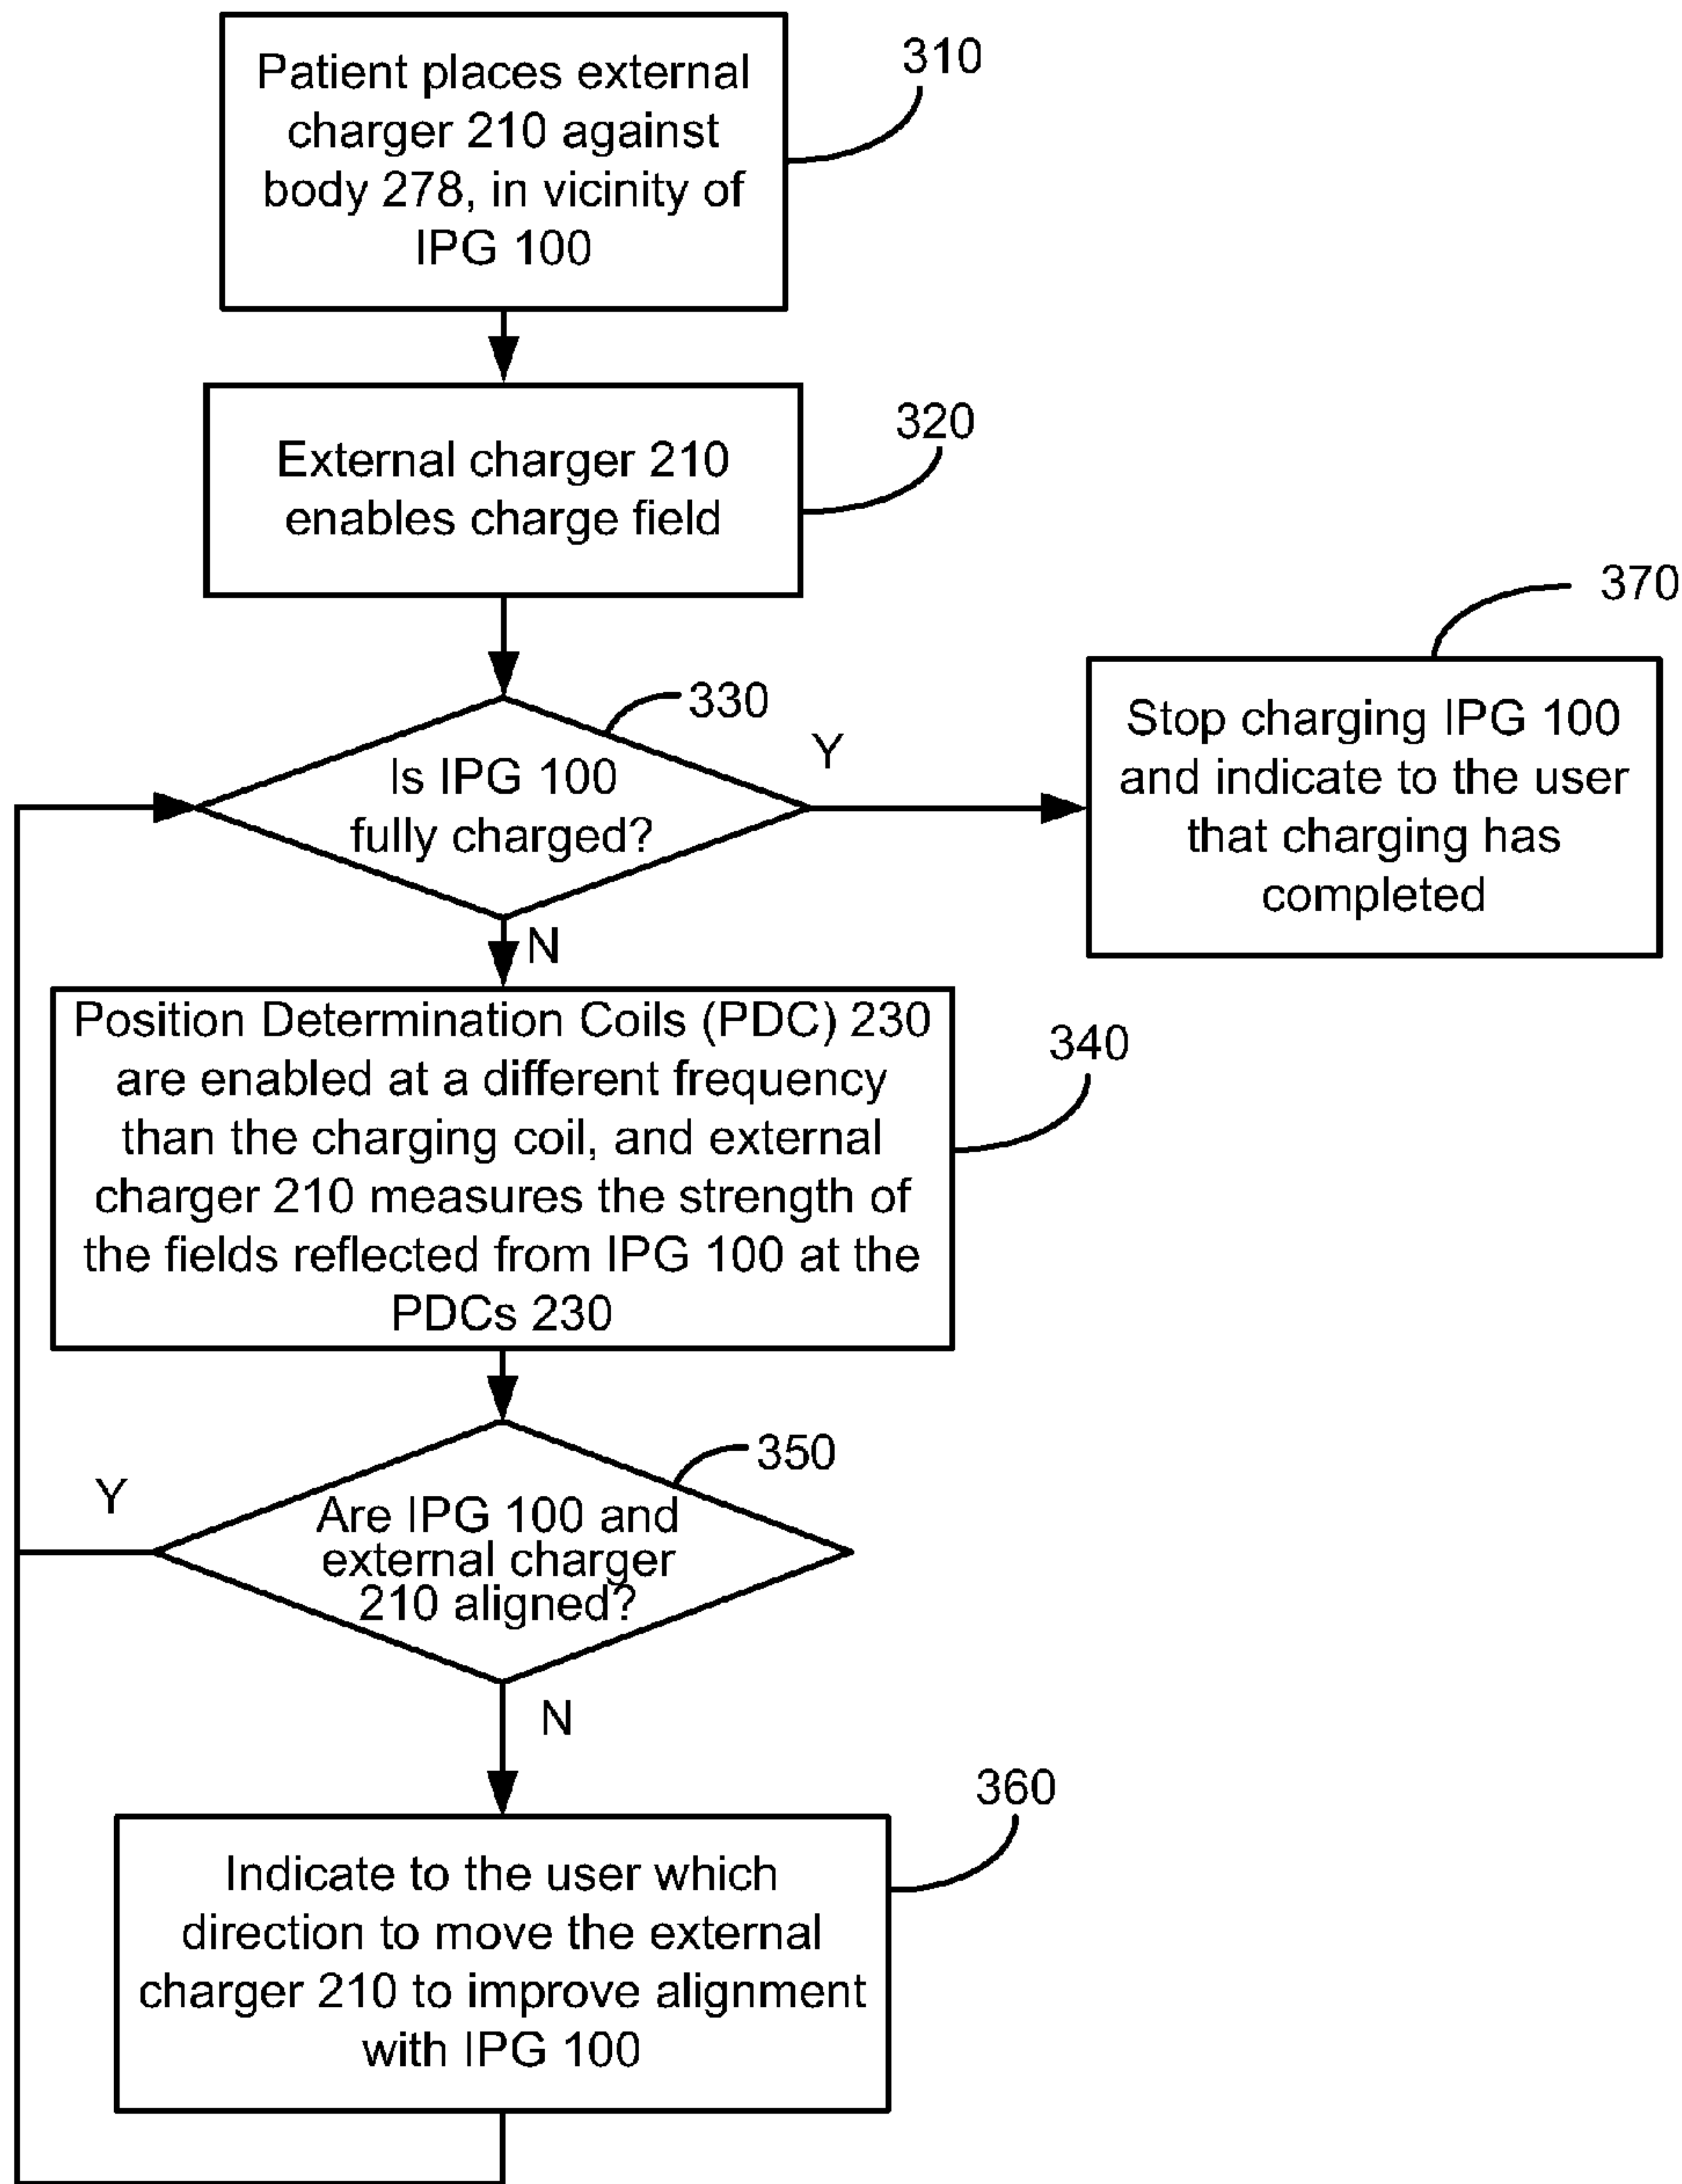 Patient places external
charger 210 against
body 278, in vicinity of
IPG 100
310
External charger 210
enables charge field
320
Is IPG 100
fully charged?
330
Y
N
Stop charging IPG 100
and indicate to the user
that charging has
completed
370
Position Determination Coils (PDC) 230
are enabled at a different frequency
than the charging coil, and external
charger 210 measures the strength of
the fields reflected from IPG 100 at the
PDCs 230
340
Are IPG 100 and
external charger
210 aligned?
350
Y
N
Indicate to the user which
direction to move the external
charger 210 to improve alignment
with IPG 100
360